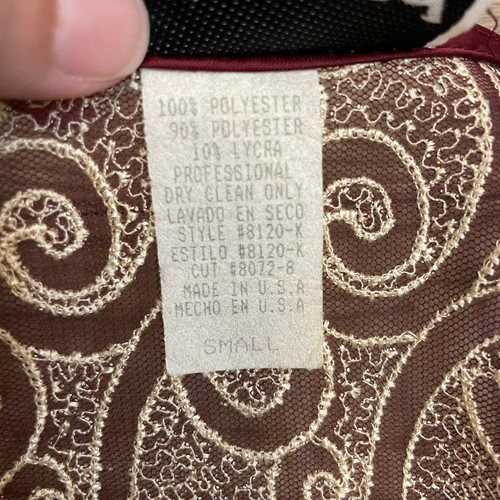 100% POLYESTER
90% POLYESTER
10% LYCRA
PROFESSIONAL
DRY CLEAN ONLY
LAVADO EN SECO
STYLE #8120-K
ESTILO #8120-K
CUT #8072-8
MADE IN U.S.A
MECHO EN U.S.A
SMALL